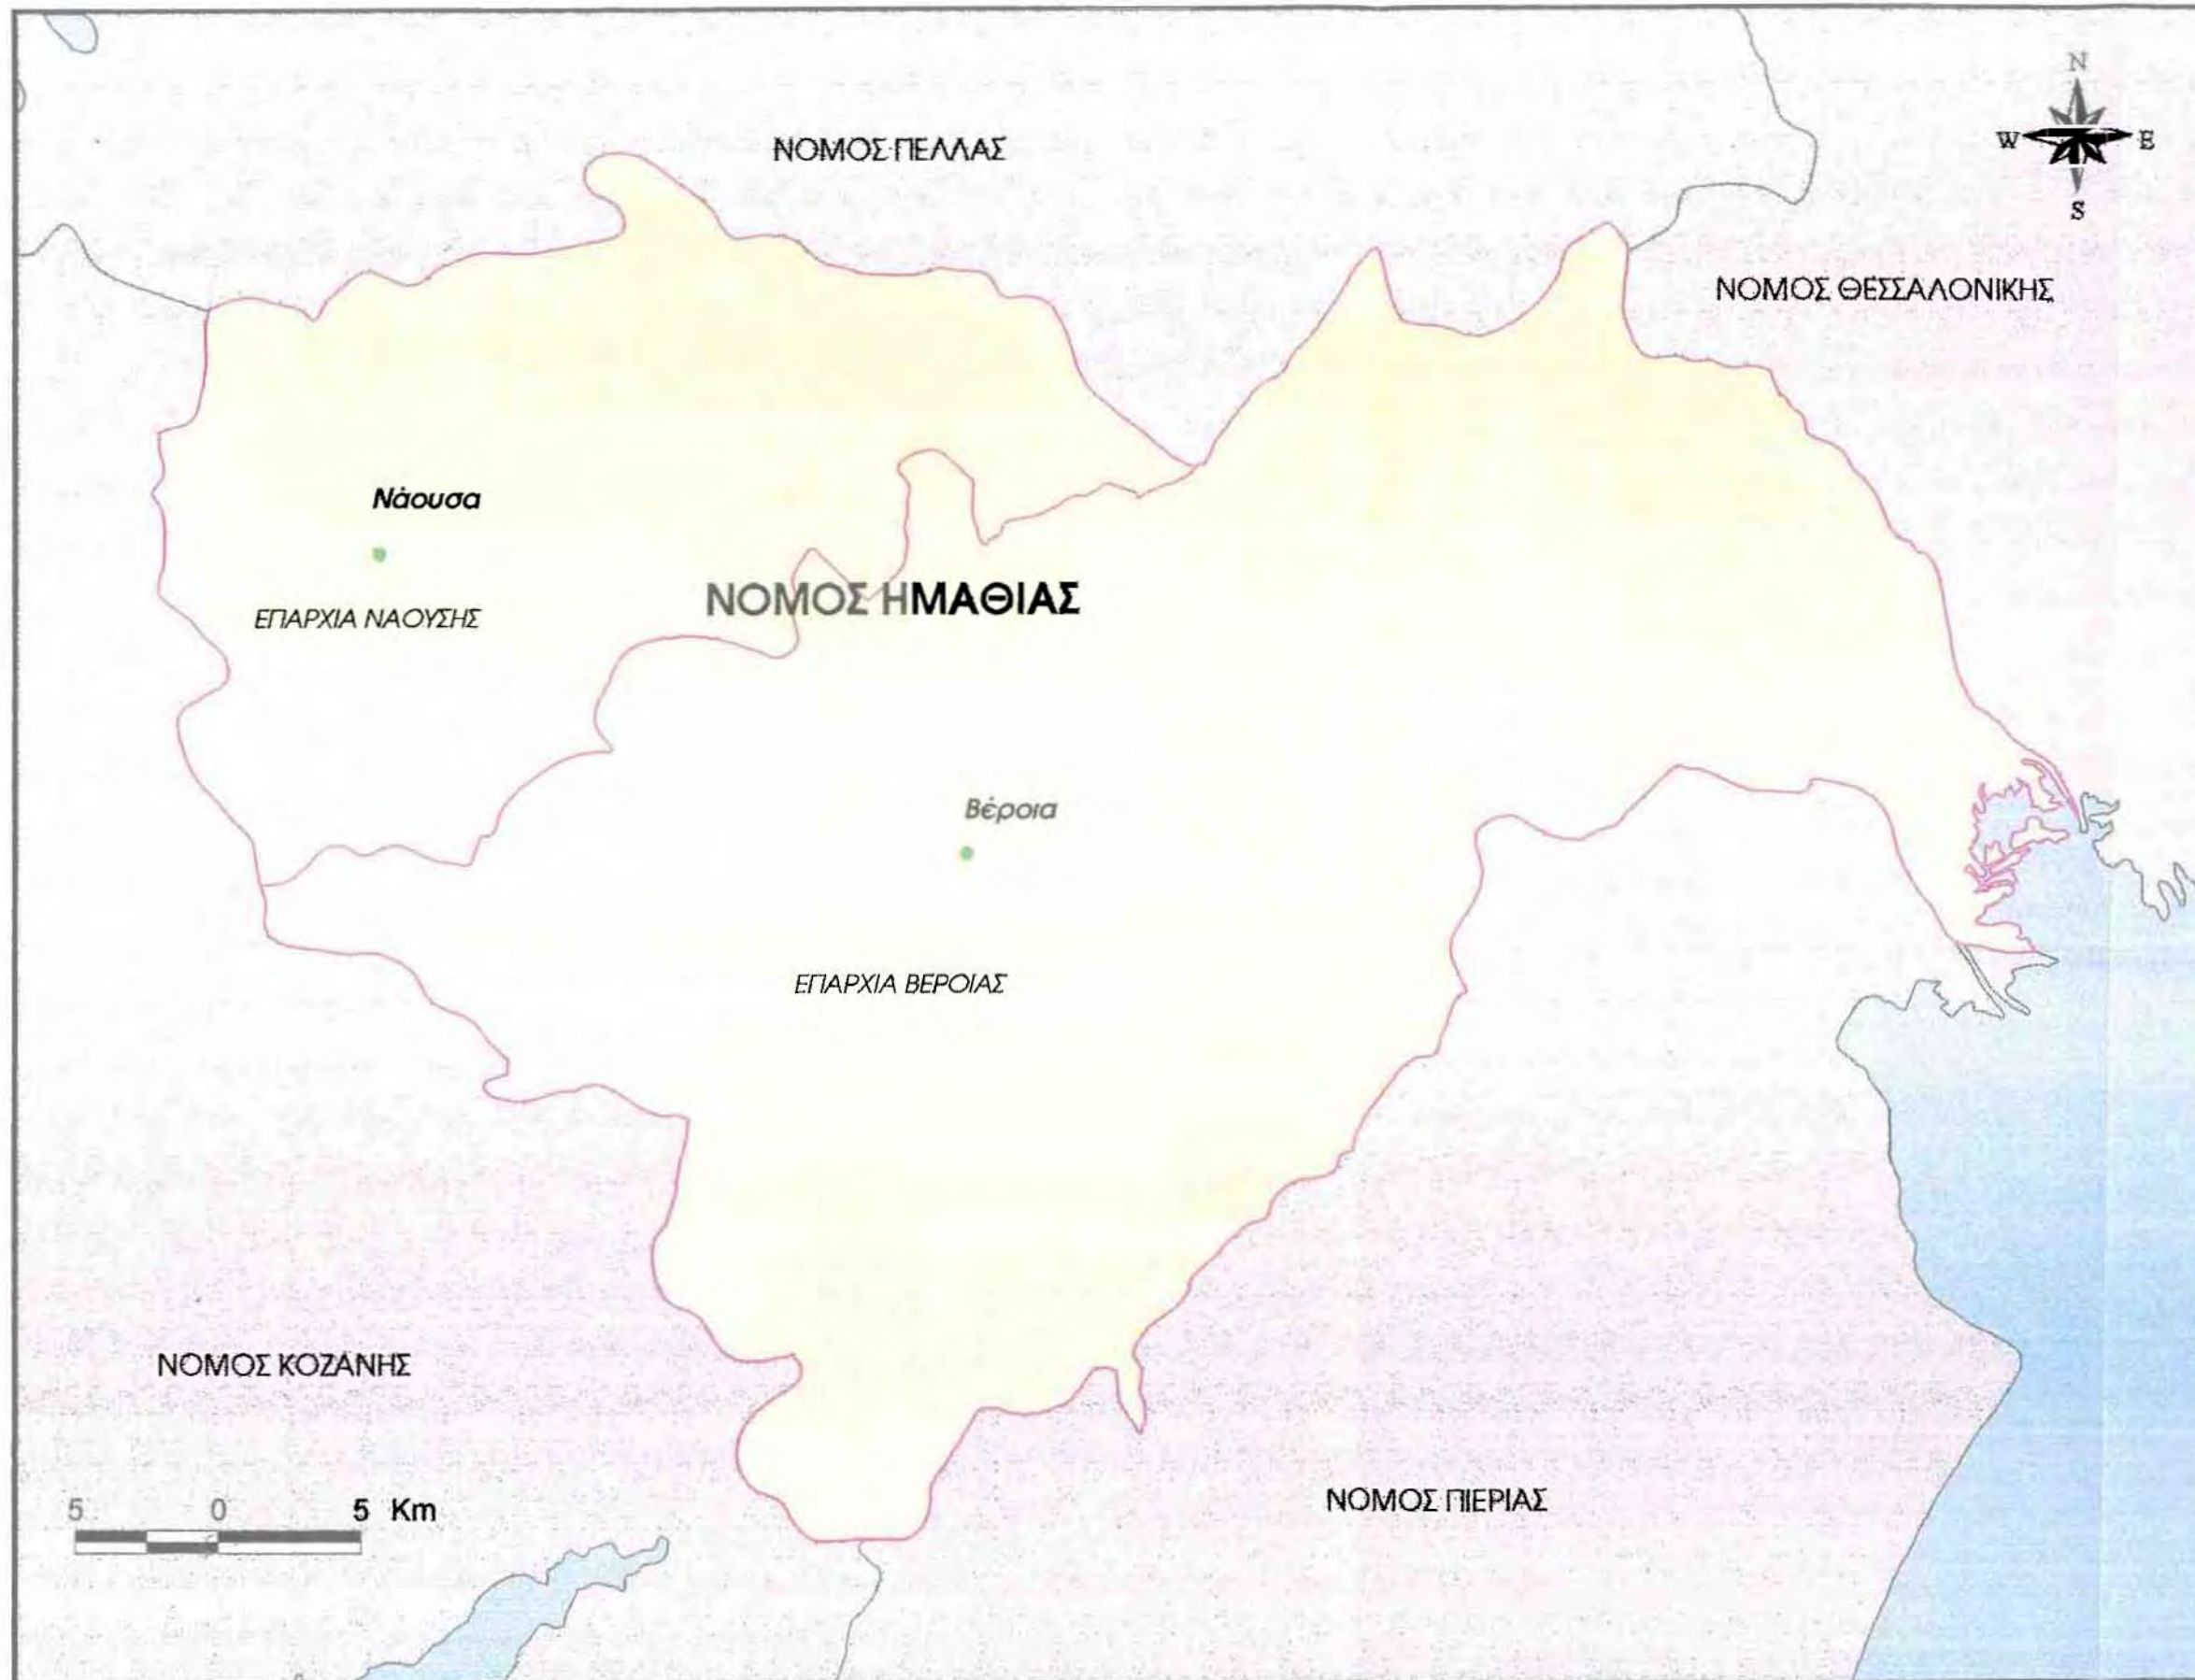 N
ΝΟΜΟΣ ΠΕΛΛΑΣ
W E
S
ΝΟΜΟΣ ΘΕΣΣΑΛΟΝΙΚΗΣ
Νάουσα
ΝΟΜΟΣ ΗΜΑΘΙΑΣ
ΕΠΑΡΧΙΑ ΝΑΟΥΣΗΣ
Βέροια
ΕΠΑΡΧΙΑ ΒΕΡΟΙΑΣ
ΝΟΜΟΣ ΚΟΖΑΝΗΣ
ΝΟΜΟΣ ΠΙΕΡΙΑΣ
5 0 5 Km